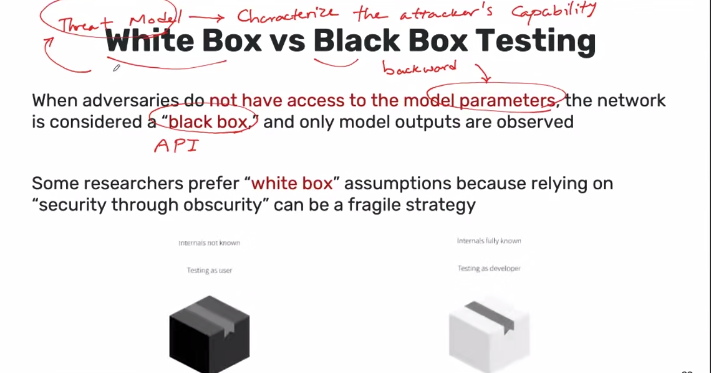 Threat Model → Characterize the attacker's Capability
White Box vs Black Box Testing
backward
When adversaries do not have access to the model parameters, the network
is considered a “black box,” and only model outputs are observed
API
Some researchers prefer “white box” assumptions because relying on
“security through obscurity” can be a fragile strategy
Internals not known
Internals fully known
Testing as user
Testing as developer